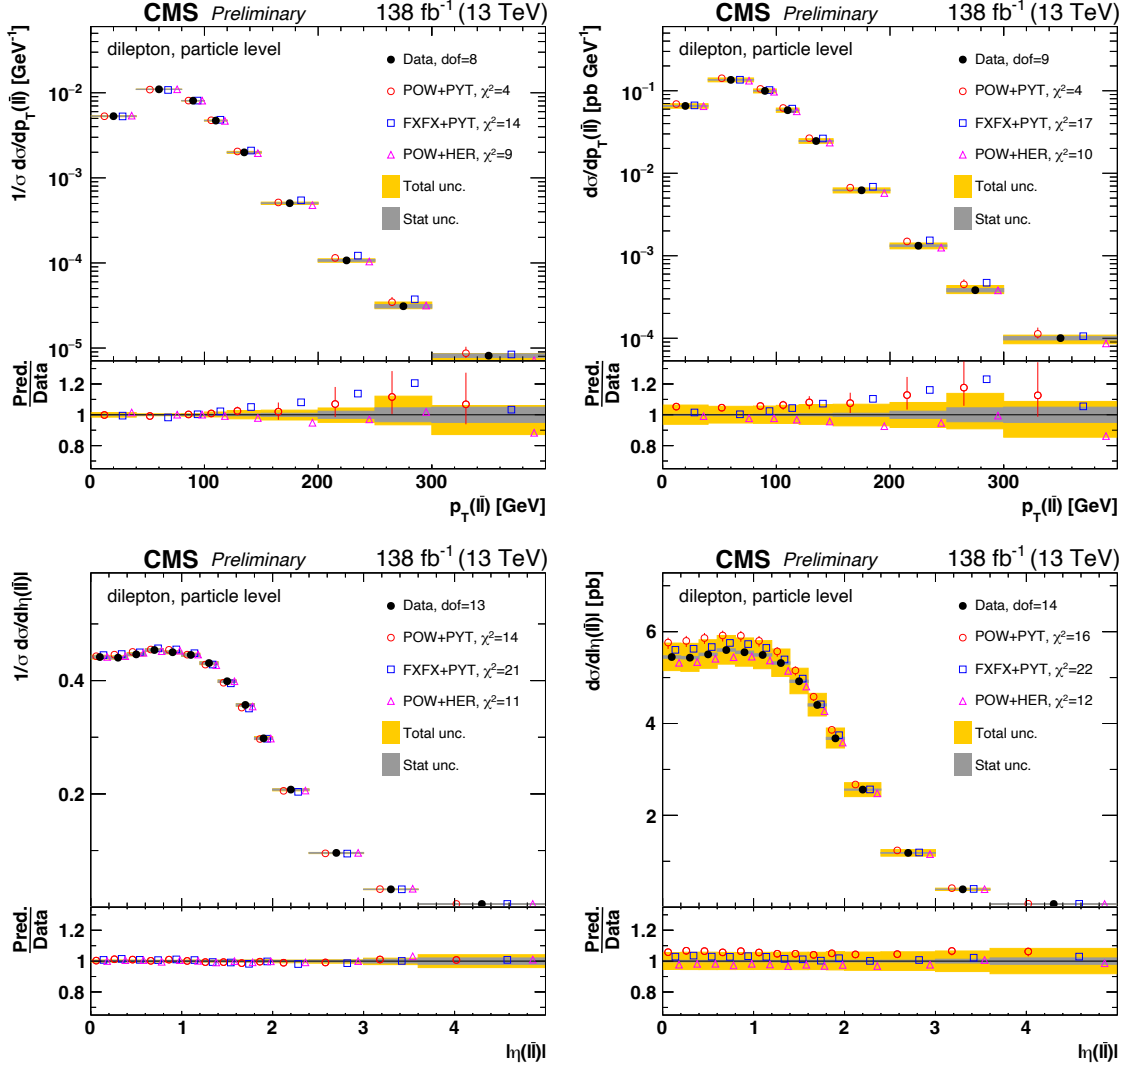 CMS Preliminary 138 fb⁻¹ (13 TeV)
dilepton, particle level
1/σ dσ/dp_T(ll̄) [GeV⁻¹]
10⁻²
10⁻³
10⁻⁴
10⁻⁵
Data, dof=8
POW+PYT, χ²=4
FXFX+PYT, χ²=14
POW+HER, χ²=9
Total unc.
Stat unc.
Pred.
Data
1.2
1
0.8
0 100 200 300
p_T(ll̄) [GeV]
CMS Preliminary 138 fb⁻¹ (13 TeV)
dilepton, particle level
dσ/dp_T(ll̄) [pb GeV⁻¹]
10⁻¹
10⁻²
10⁻³
10⁻⁴
Data, dof=9
POW+PYT, χ²=4
FXFX+PYT, χ²=17
POW+HER, χ²=10
Total unc.
Stat unc.
Pred.
Data
1.2
1
0.8
0 100 200 300
p_T(ll̄) [GeV]
CMS Preliminary 138 fb⁻¹ (13 TeV)
dilepton, particle level
1/σ dσ/d|η(ll̄)|
0.4
0.2
Data, dof=13
POW+PYT, χ²=14
FXFX+PYT, χ²=21
POW+HER, χ²=11
Total unc.
Stat unc.
Pred.
Data
1.2
1
0.8
0 1 2 3 4
|η(ll̄)|
CMS Preliminary 138 fb⁻¹ (13 TeV)
dilepton, particle level
dσ/d|η(ll̄)| [pb]
6
4
2
Data, dof=14
POW+PYT, χ²=16
FXFX+PYT, χ²=22
POW+HER, χ²=12
Total unc.
Stat unc.
Pred.
Data
1.2
1
0.8
0 1 2 3 4
|η(ll̄)|